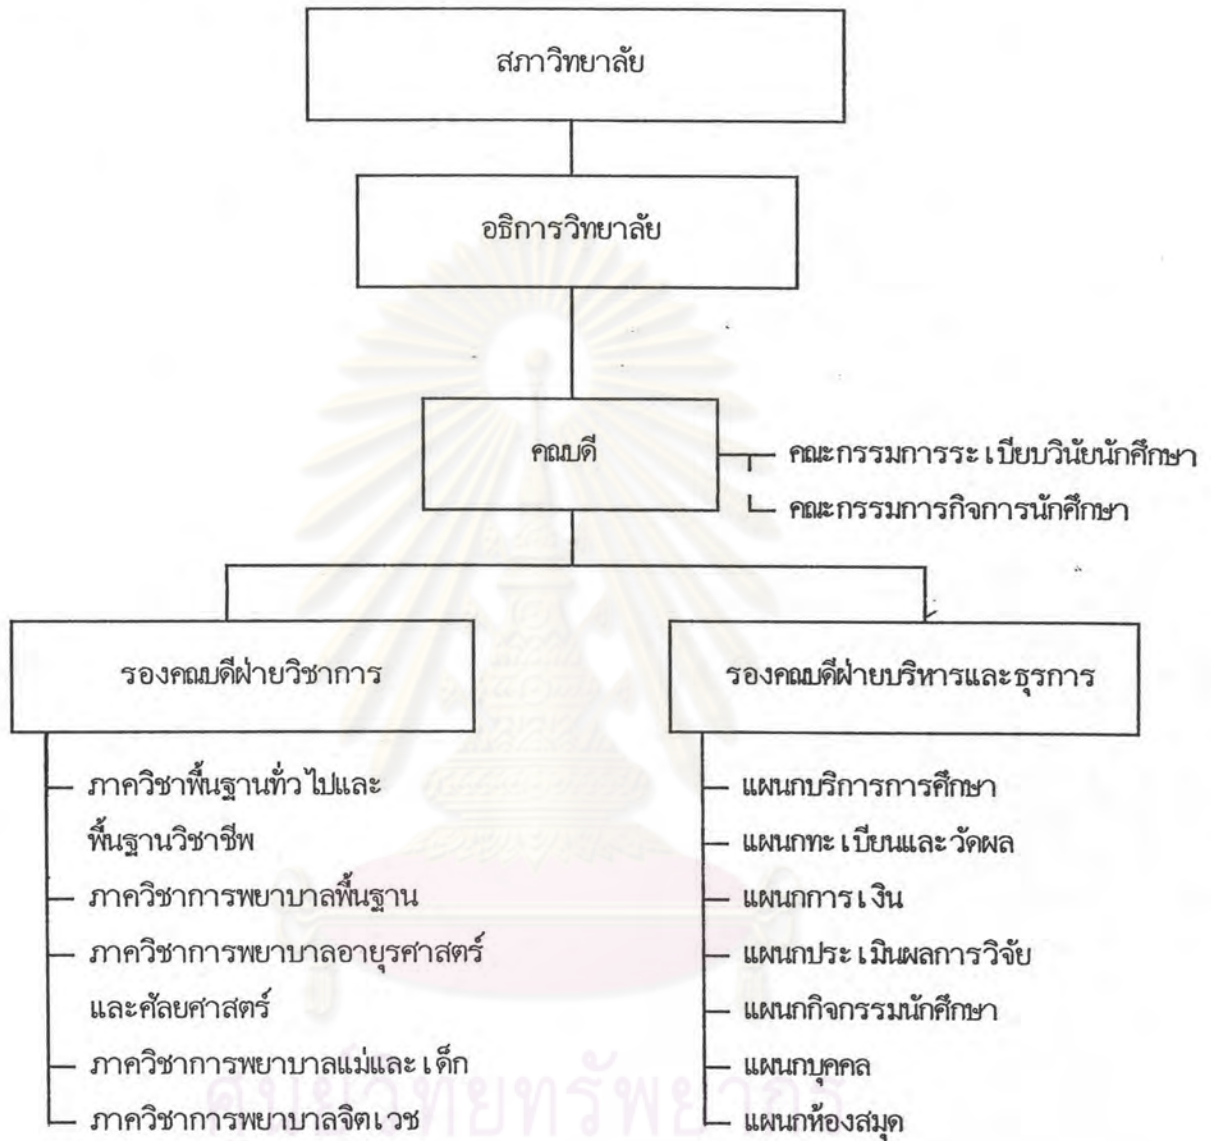 สภาวิทยาลัย
อธิการวิทยาลัย
คณบดี
คณะกรรมการระเบียบวินัยนักศึกษา
คณะกรรมการกิจการนักศึกษา
รองคณบดีฝ่ายวิชาการ
ภาควิชาพื้นฐานทั่วไปและ
พื้นฐานวิชาชีพ
ภาควิชาการพยาบาลพื้นฐาน
ภาควิชาการพยาบาลอายุรศาสตร์
และศัลยศาสตร์
ภาควิชาการพยาบาลแม่และเด็ก
ภาควิชาการพยาบาลจิตเวช
รองคณบดีฝ่ายบริหารและธุรการ
แผนกบริการการศึกษา
แผนกทะเบียนและวัดผล
แผนกการเงิน
แผนกประเมินผลการวิจัย
แผนกกิจกรรมนักศึกษา
แผนกบุคคล
แผนกห้องสมุด
ศูนย์วิทยทรัพยากร